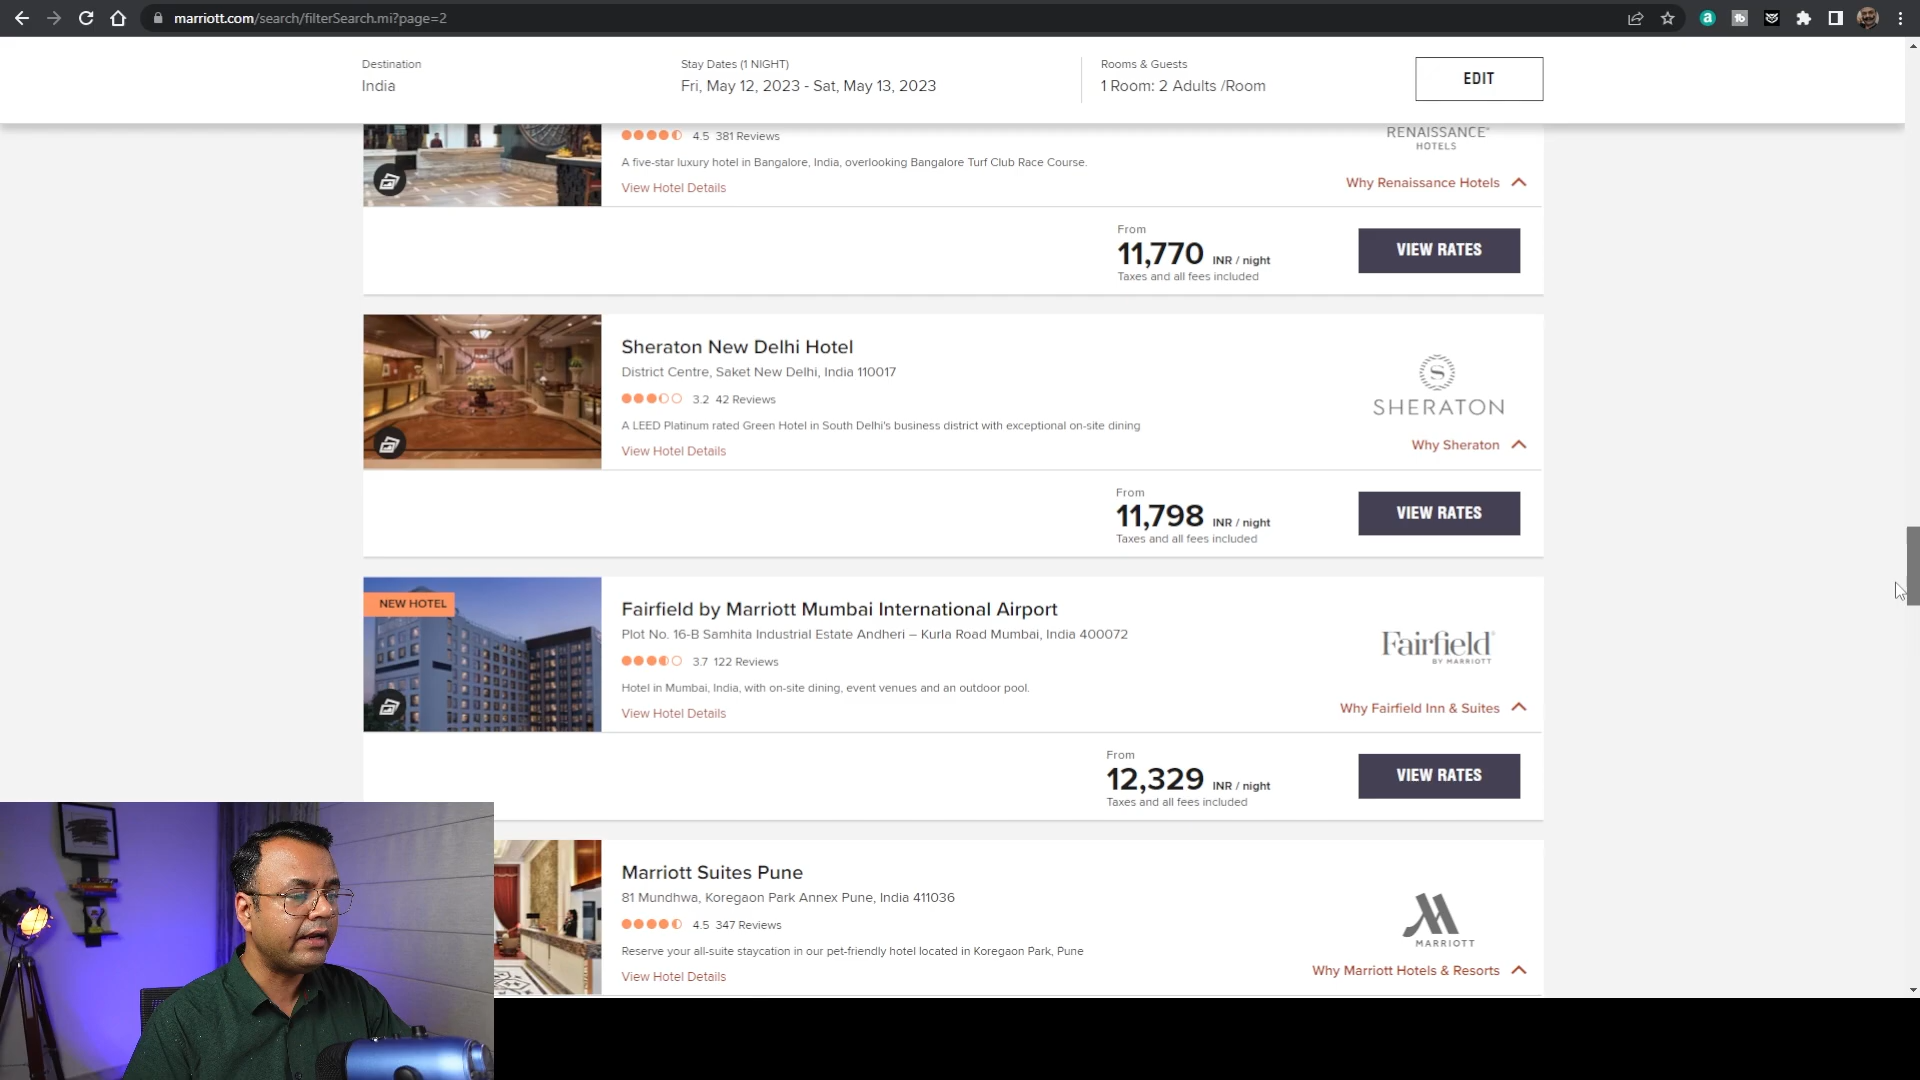 marriott.com/search/filterSearch.mi?page=2
Destination
India
Stay Dates (1 NIGHT)
Fri, May 12, 2023 - Sat, May 13, 2023
Rooms & Guests
1 Room: 2 Adults /Room
EDIT
4.5 381 Reviews
A five-star luxury hotel in Bangalore, India, overlooking Bangalore Turf Club Race Course.
View Hotel Details
RENAISSANCE®
HOTELS
Why Renaissance Hotels
From
11,770 INR / night
Taxes and all fees included
VIEW RATES
Sheraton New Delhi Hotel
District Centre, Saket New Delhi, India 110017
3.2 42 Reviews
A LEED Platinum rated Green Hotel in South Delhi's business district with exceptional on-site dining
View Hotel Details
S
SHERATON
Why Sheraton
From
11,798 INR / night
Taxes and all fees included
VIEW RATES
NEW HOTEL
Fairfield by Marriott Mumbai International Airport
Plot No. 16-B Samhita Industrial Estate Andheri – Kurla Road Mumbai, India 400072
3.7 122 Reviews
Hotel in Mumbai, India, with on-site dining, event venues and an outdoor pool.
View Hotel Details
Fairfield®
BY MARRIOTT
Why Fairfield Inn & Suites
From
12,329 INR / night
Taxes and all fees included
VIEW RATES
Marriott Suites Pune
81 Mundhwa, Koregaon Park Annex Pune, India 411036
4.5 347 Reviews
Reserve your all-suite staycation in our pet-friendly hotel located in Koregaon Park, Pune
View Hotel Details
MARRIOTT
Why Marriott Hotels & Resorts